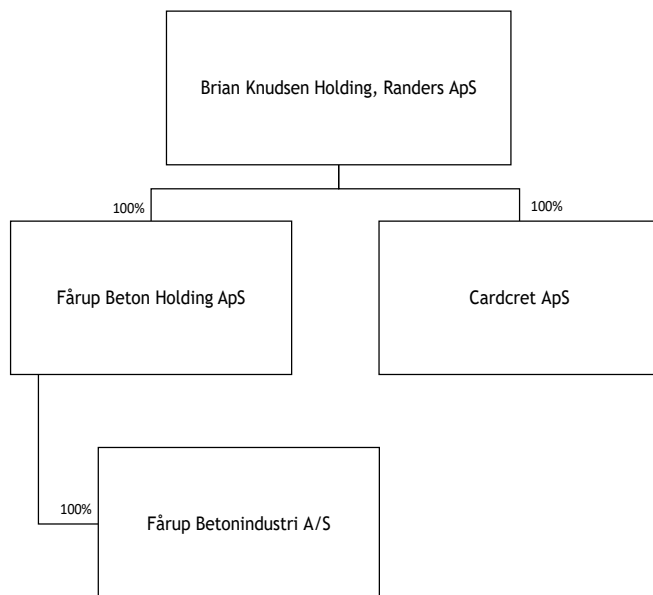 Brian Knudsen Holding, Randers ApS
100%
100%
Fårup Beton Holding ApS
Cardcret ApS
100%
Fårup Betonindustri A/S